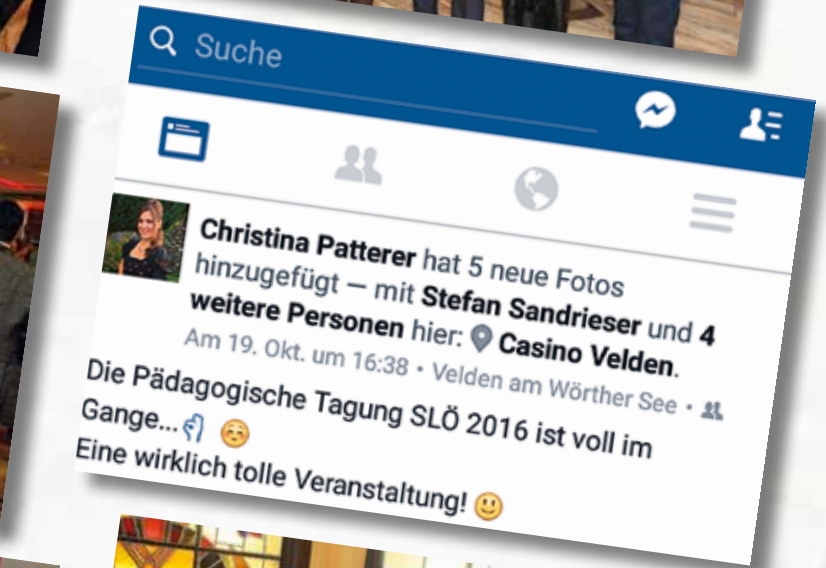 Suche
Christina Patterer hat 5 neue Fotos
hinzugefügt — mit Stefan Sandrieser und 4
weitere Personen hier: Casino Velden.
Am 19. Okt. um 16:38 • Velden am Wörther See •
Die Pädagogische Tagung SLÖ 2016 ist voll im
Gange...👌 ☺️
Eine wirklich tolle Veranstaltung! 🙂